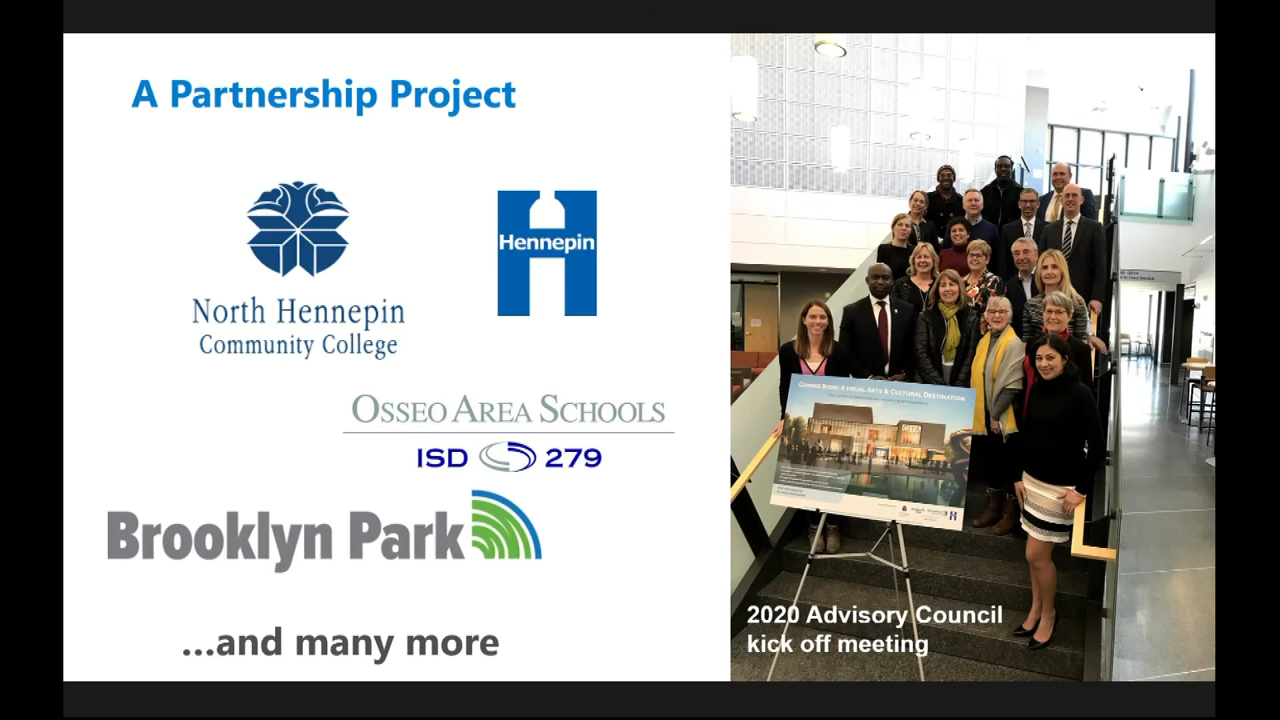 A Partnership Project
North Hennepin
Community College
Hennepin
OSSEO AREA SCHOOLS
ISD 279
Brooklyn Park
...and many more
COMING SOON: A VISUAL ARTS & CULTURAL DESTINATION
2020 Advisory Council
kick off meeting